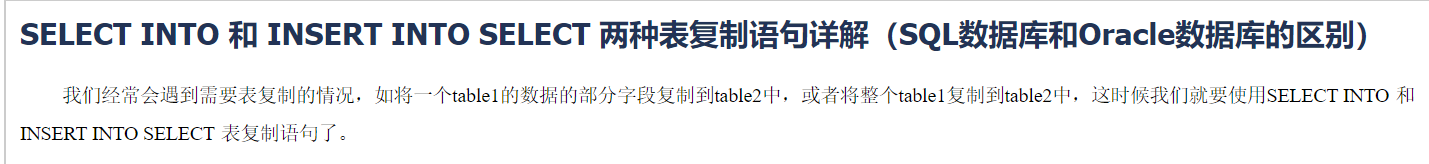 SELECT INTO 和 INSERT INTO SELECT 两种表复制语句详解（SQL数据库和Oracle数据库的区别）
我们经常会遇到需要表复制的情况，如将一个table1的数据的部分字段复制到table2中，或者将整个table1复制到table2中，这时候我们就要使用SELECT INTO 和
INSERT INTO SELECT 表复制语句了。